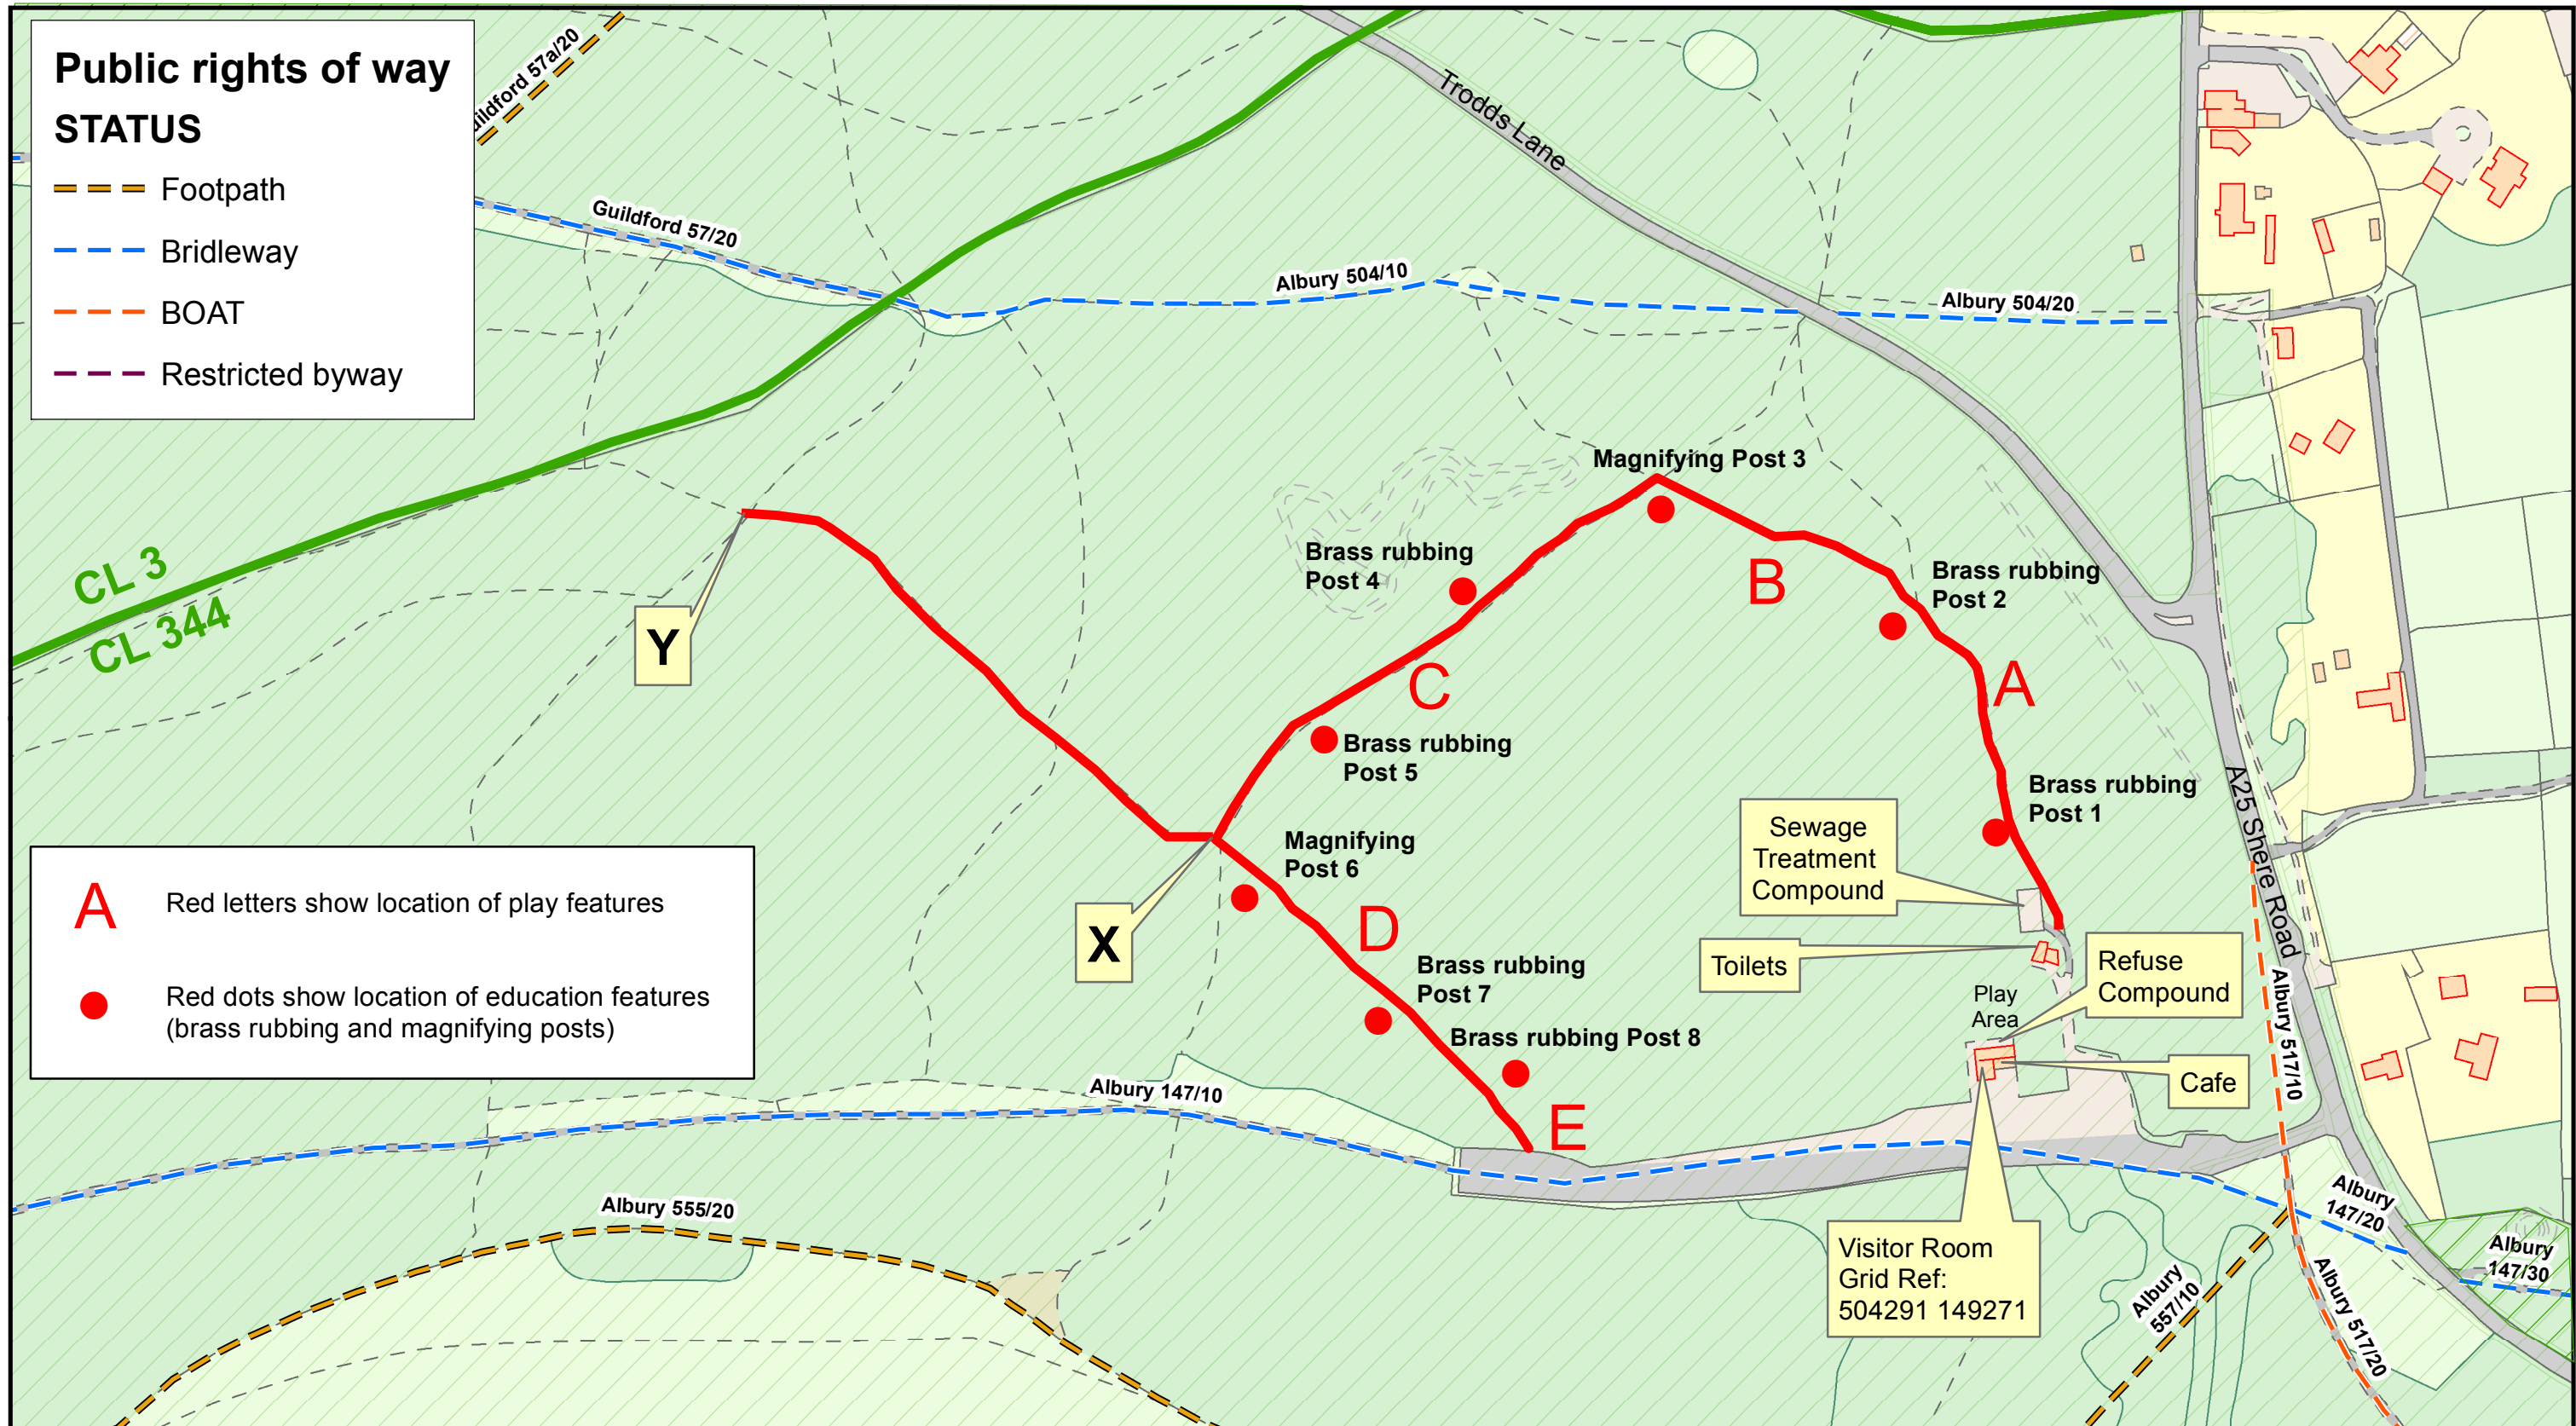 Public rights of way
STATUS
Footpath
Bridleway
BOAT
Restricted byway
57a/20
Guildford 57/20
Trodds Lane
Albury 504/10
Albury 504/20
CL 3
CL 344
Magnifying Post 3
Brass rubbing
Post 4
B
Brass rubbing
Post 2
Y
C
A
Brass rubbing
Post 5
Brass rubbing
Post 1
A25 Shere Road
Sewage
Treatment
Compound
Magnifying
Post 6
X
D
A
Red letters show location of play features
Red dots show location of education features
(brass rubbing and magnifying posts)
Brass rubbing
Post 7
Toilets
Refuse
Compound
Play
Area
Brass rubbing Post 8
Cafe
Albury 517/10
Albury 147/10
E
Albury 555/20
Visitor Room
Grid Ref:
504291 149271
Albury
147/20
Albury
147/30
Albury
557/10
Albury 517/20